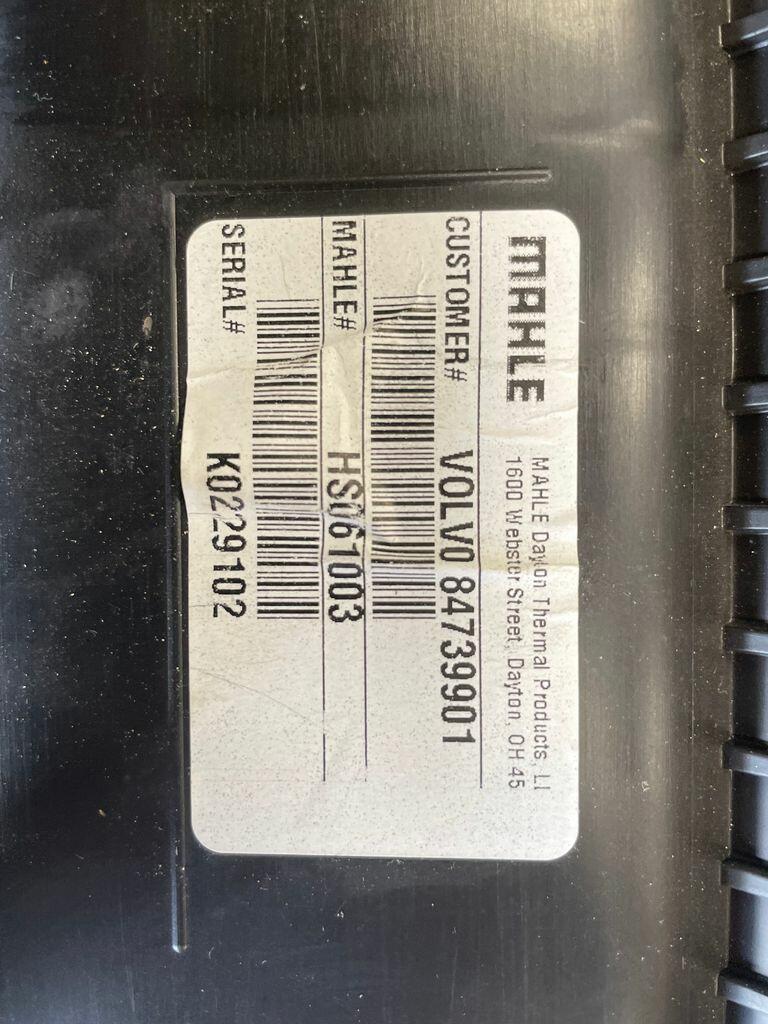 MAHLE
MAHLE Dayton Thermal Products, LL
1600 Webster Street, Dayton, OH 45
CUSTOMER# VOLVO 84739901
MAHLE# HS061003
SERIAL# K0229102